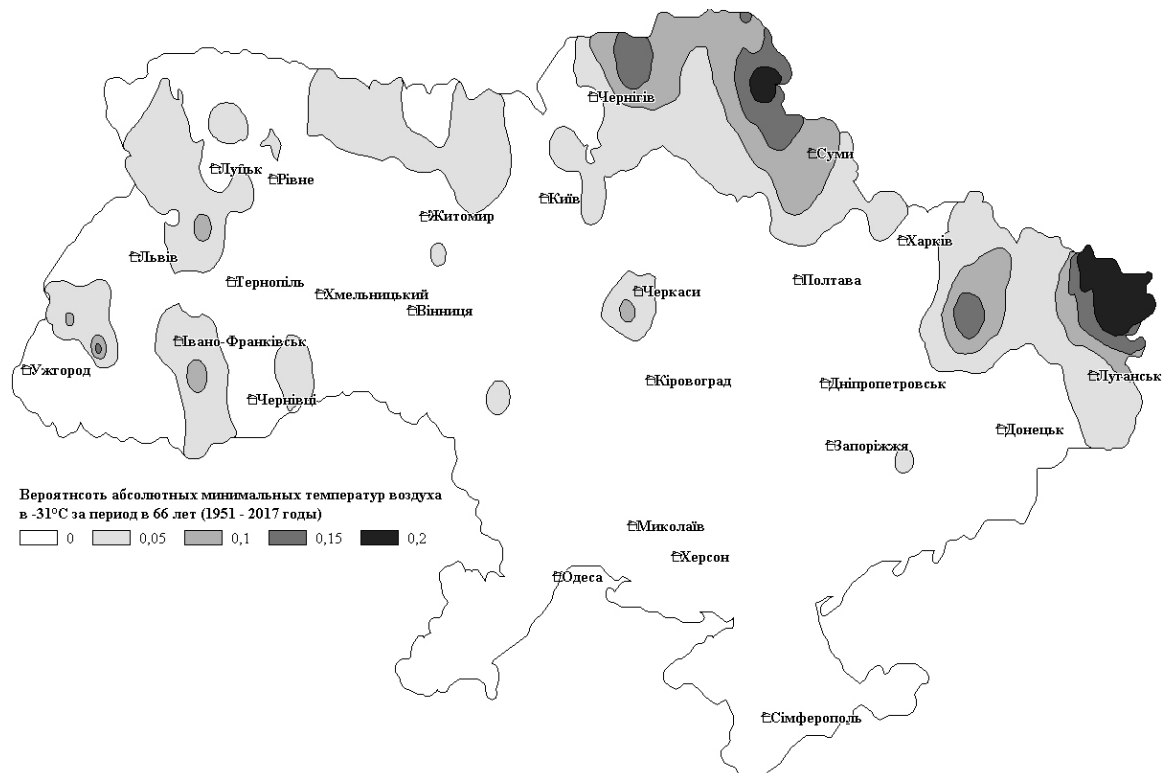 Чернігів
Суми
Луцьк
Рівне
Київ
Житомир
Харків
Львів
Тернопіль
Хмельницький
Черкаси
Полтава
Вінниця
Івано-Франківськ
Ужгород
Кіровоград
Дніпропетровськ
Луганськ
Чернівці
Донецьк
Запоріжжя
Вероятнсоть абсолютных минимальных температур воздуха
в -31°С за период в 66 лет (1951 - 2017 годы)
0 0,05 0,1 0,15 0,2
Миколаїв
Херсон
Одеса
Сімферополь